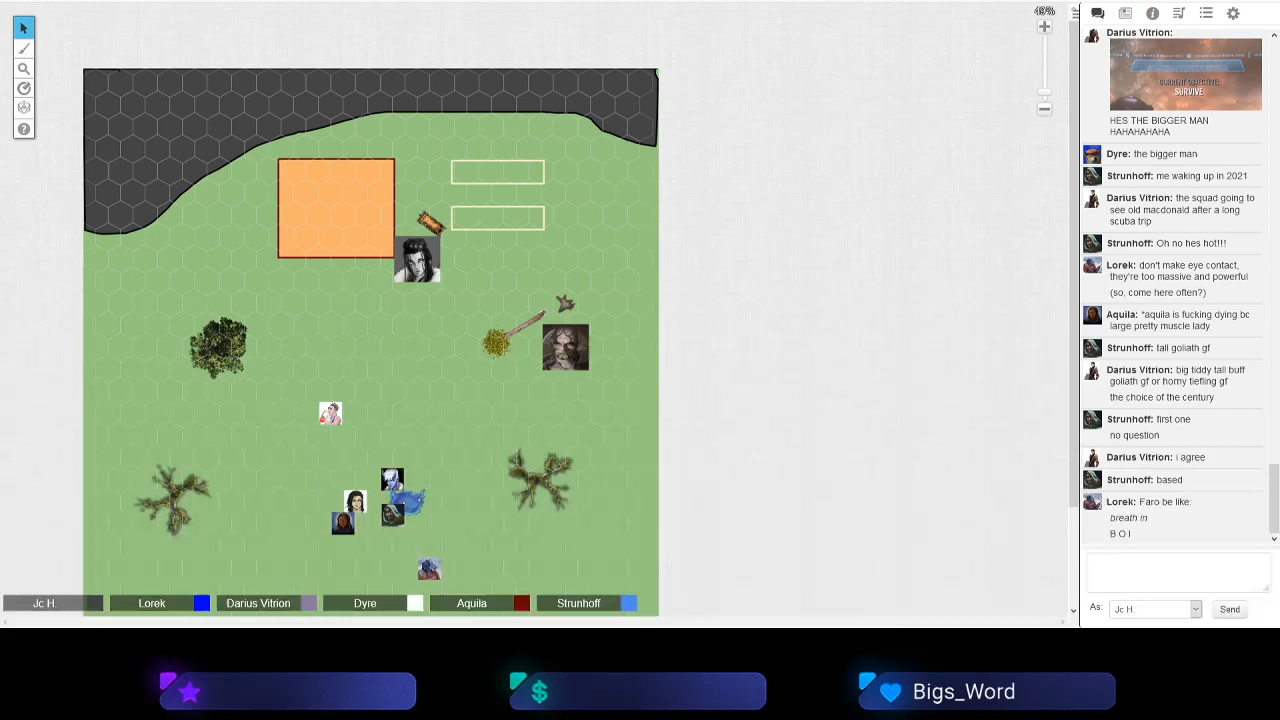 49%
Darius Vitrion:
CURRENT OBJECTIVE:
SURVIVE
HES THE BIGGER MAN
HAHAHAHAHA
Dyre: the bigger man
Strunhoff: me waking up in 2021
Darius Vitrion: the squad going to
see old macdonald after a long
scuba trip
Strunhoff: Oh no hes hot!!!
Lorek: don't make eye contact,
they're too massive and powerful
(so, come here often?)
Aquila: *aquila is fucking dying bc
large pretty muscle lady
Strunhoff: tall goliath gf
Darius Vitrion: big tiddy tall buff
goliath gf or horny tiefling gf
the choice of the century
Strunhoff: first one
no question
Darius Vitrion: i agree
Strunhoff: based
Lorek: Faro be like:
breath in
B O I
As: Jc H. Send
Jc H. Lorek Darius Vitrion Dyre Aquila Strunhoff
$ Bigs_Word